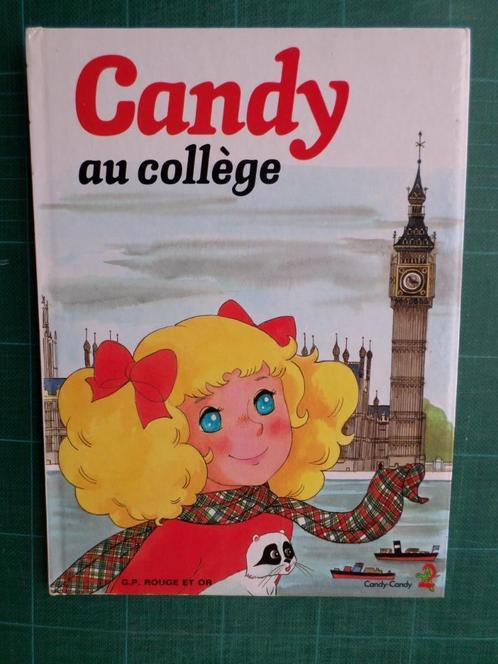 Candy
au collège
G.P. ROUGE ET OR
Candy-Candy
2